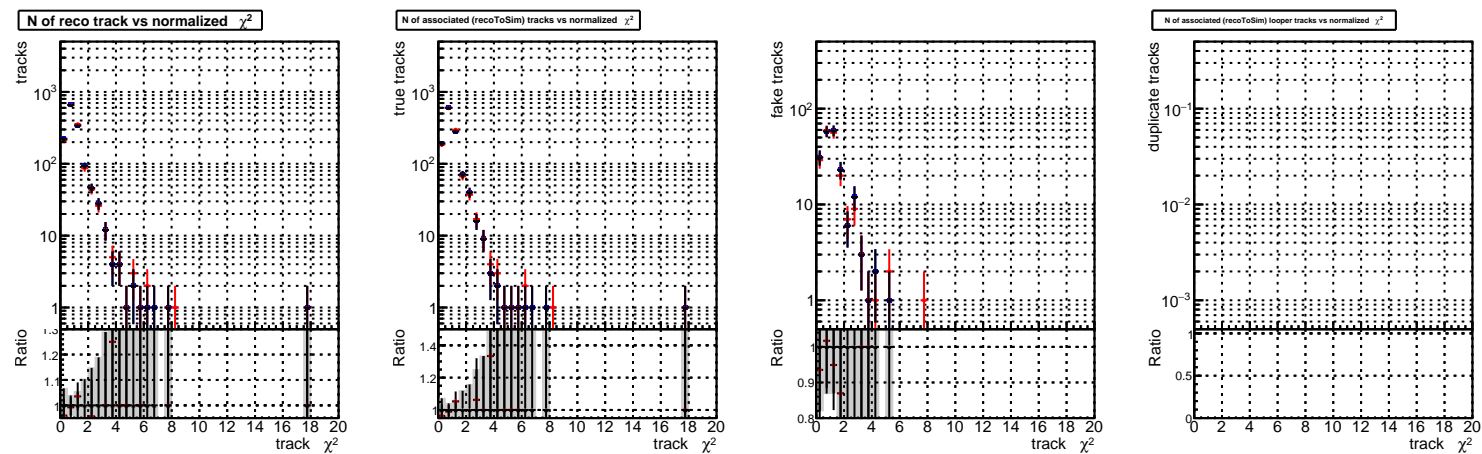 N of reco track vs normalized χ²
tracks
10³
10²
10
1
Ratio
1.3
1.2
1.1
1
0 2 4 6 8 10 12 14 16 18 20
track χ²
N of associated (recoToSim) tracks vs normalized χ²
true tracks
10³
10²
10
1
Ratio
1.4
1.2
1
0 2 4 6 8 10 12 14 16 18 20
track χ²
fake tracks
10²
10
1
Ratio
1
0.9
0.8
0 2 4 6 8 10 12 14 16 18 20
track χ²
N of associated (recoToSim) looper tracks vs normalized χ²
duplicate tracks
10⁻¹
10⁻²
10⁻³
Ratio
1
0.5
0
0 2 4 6 8 10 12 14 16 18 20
track χ²